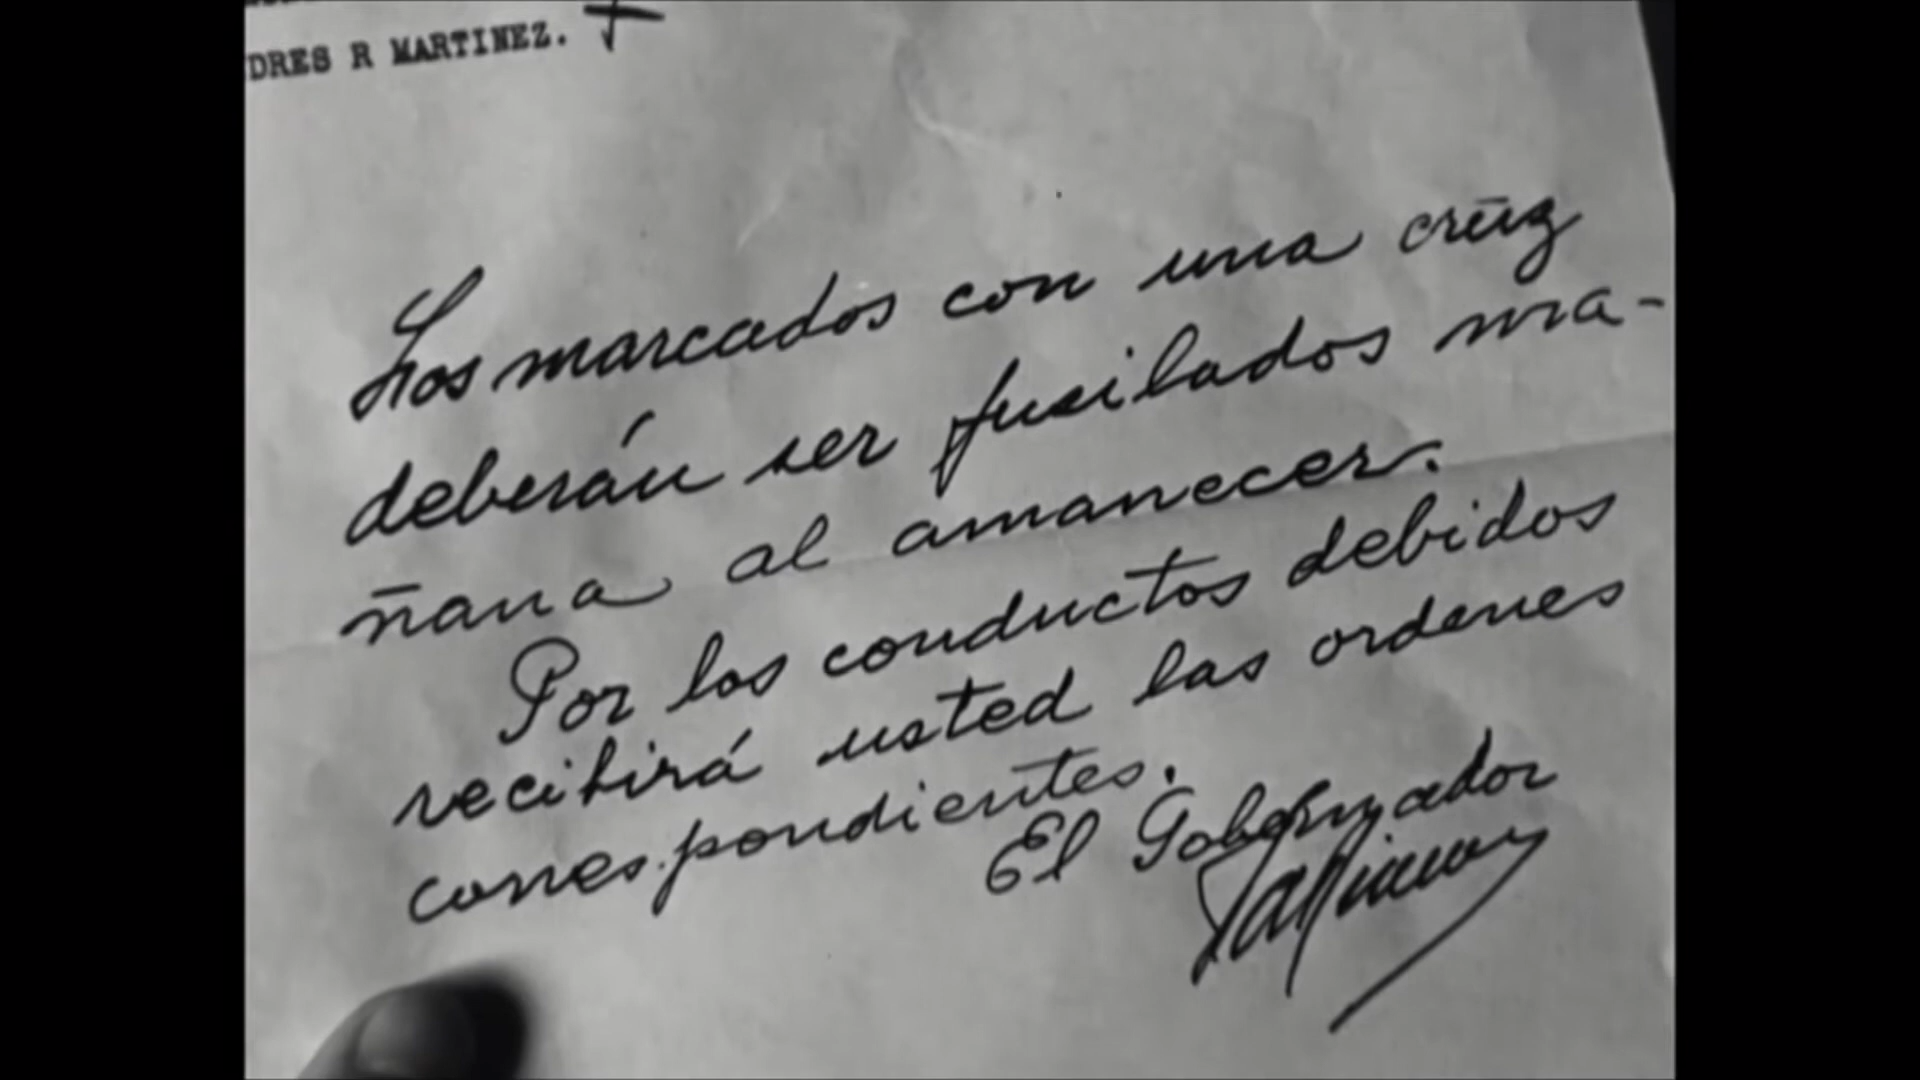 DRES R MARTINEZ.
Los marcados con una cruz
deberán ser fusilados ma-
ñana al amanecer.
Por los conductos debidos
recibirá usted las ordenes
correspondientes.
El Gobernador